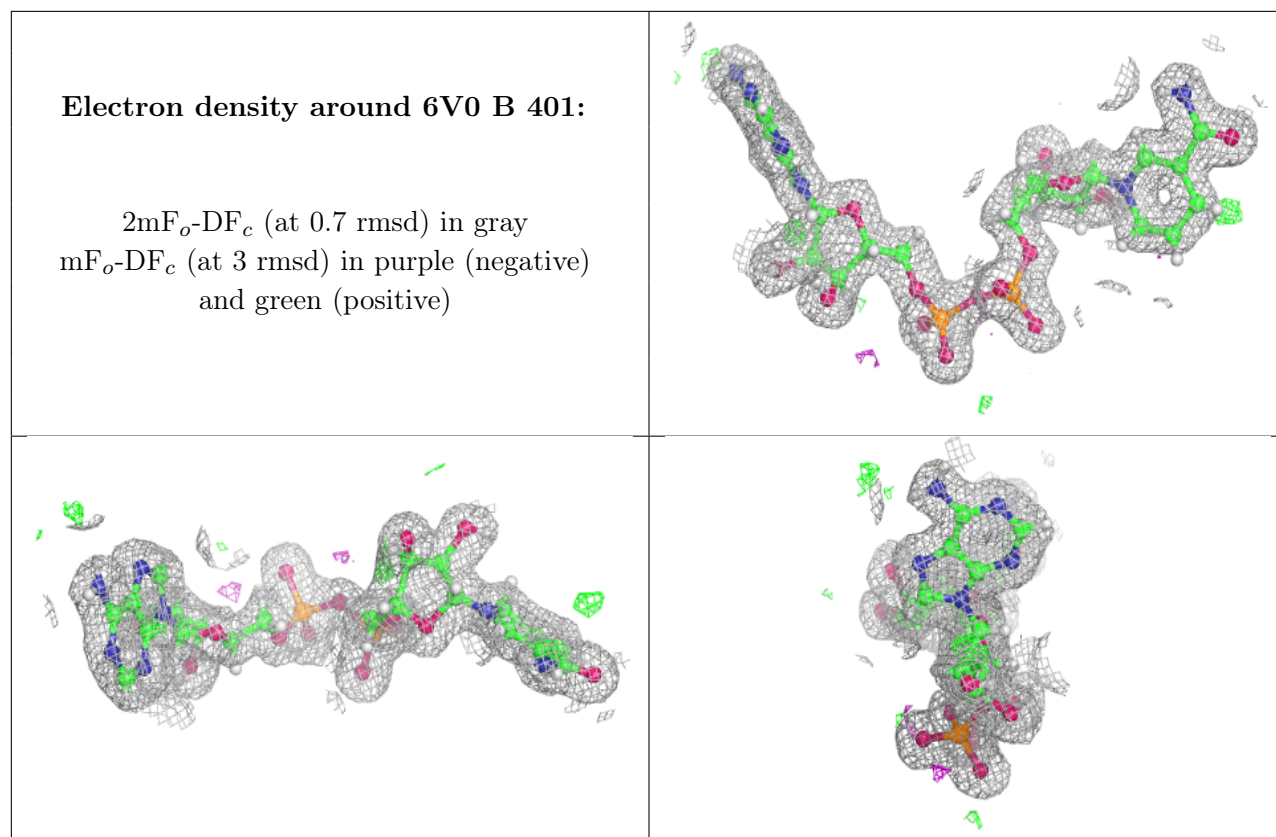 Electron density around 6V0 B 401:
2mFo-DFc (at 0.7 rmsd) in gray
mFo-DFc (at 3 rmsd) in purple (negative)
and green (positive)